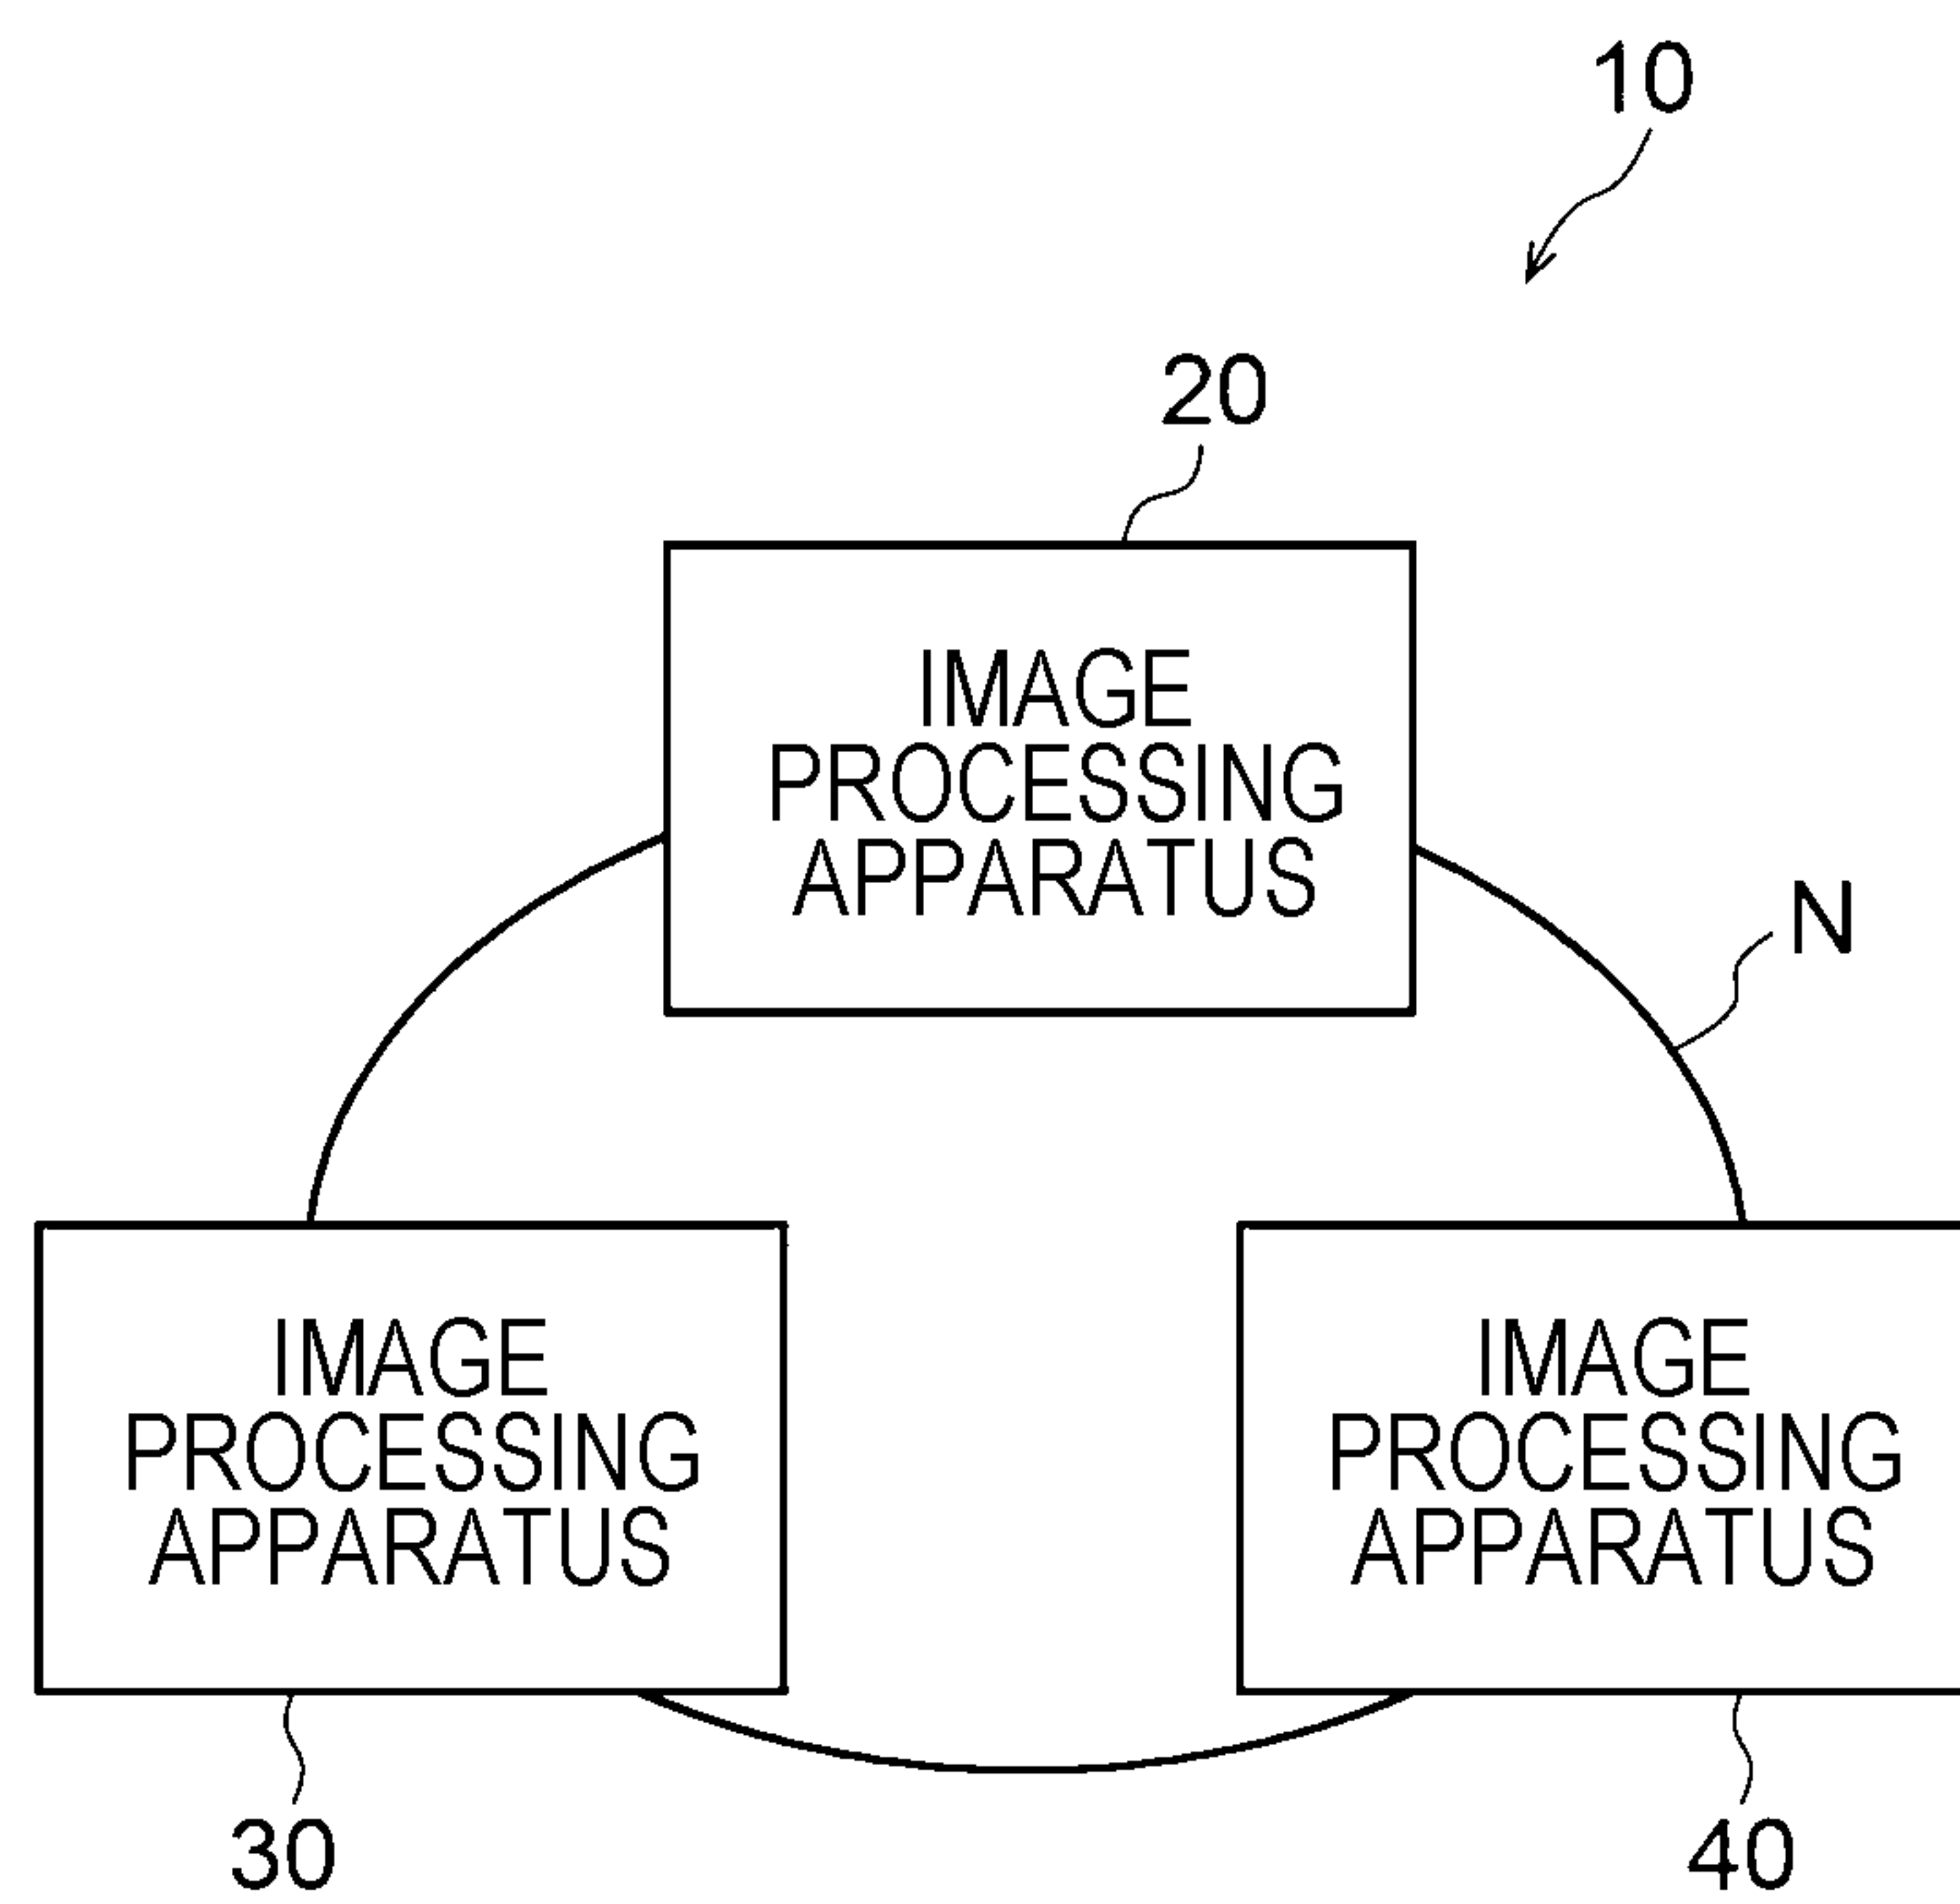 10
20
IMAGE
PROCESSING
APPARATUS
N
IMAGE
PROCESSING
APPARATUS
IMAGE
PROCESSING
APPARATUS
30
40